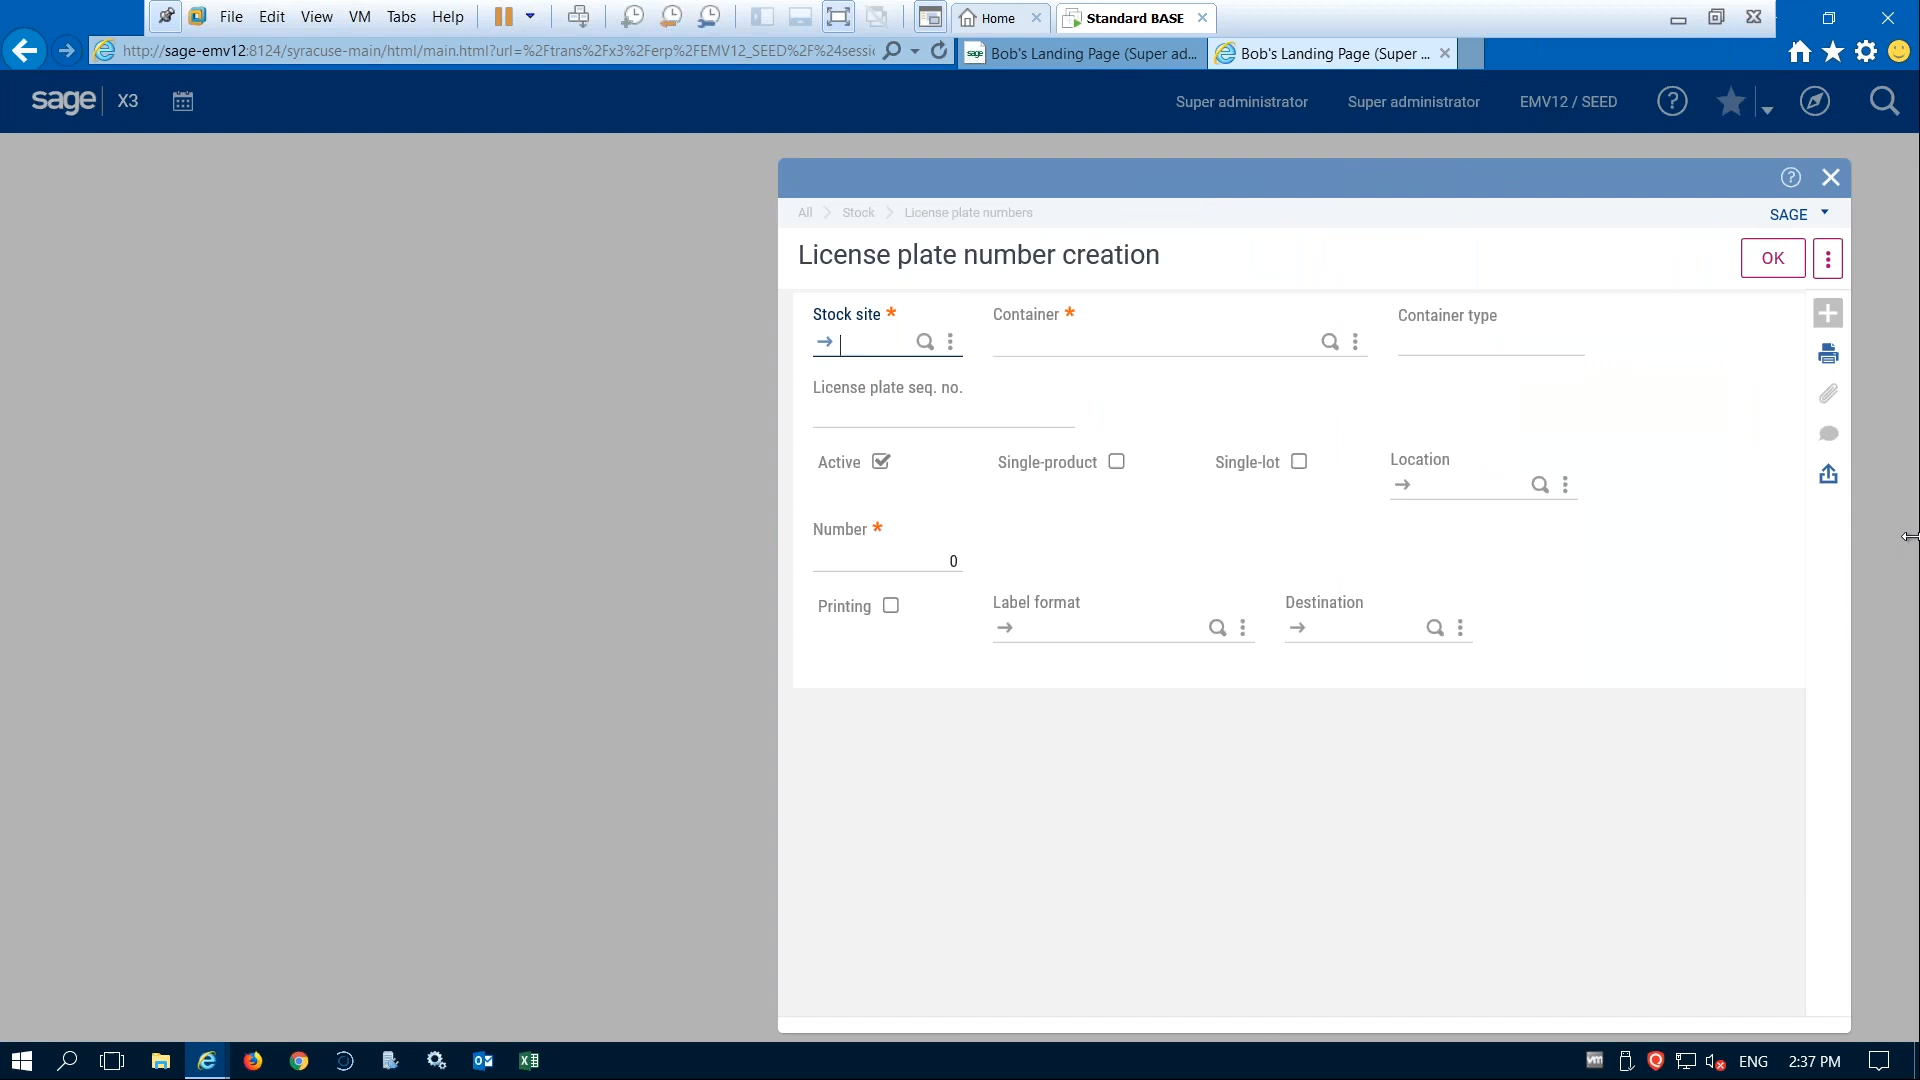 File Edit View VM Tabs Help Home Standard BASE
http://sage-emv12:8124/syracuse-main/html/main.html?url=%2Ftrans%2Fx3%2Ferp%2FEMV12_SEED%2F%24sessi
sage Bob's Landing Page (Super ad...
Bob's Landing Page (Super ...
sage X3 Super administrator Super administrator EMV12 / SEED ?
?
All Stock License plate numbers SAGE
License plate number creation OK
Stock site * Container * Container type
License plate seq. no.
Active Single-product Single-lot Location
Number *
0
Printing Label format Destination
vm ENG 2:37 PM